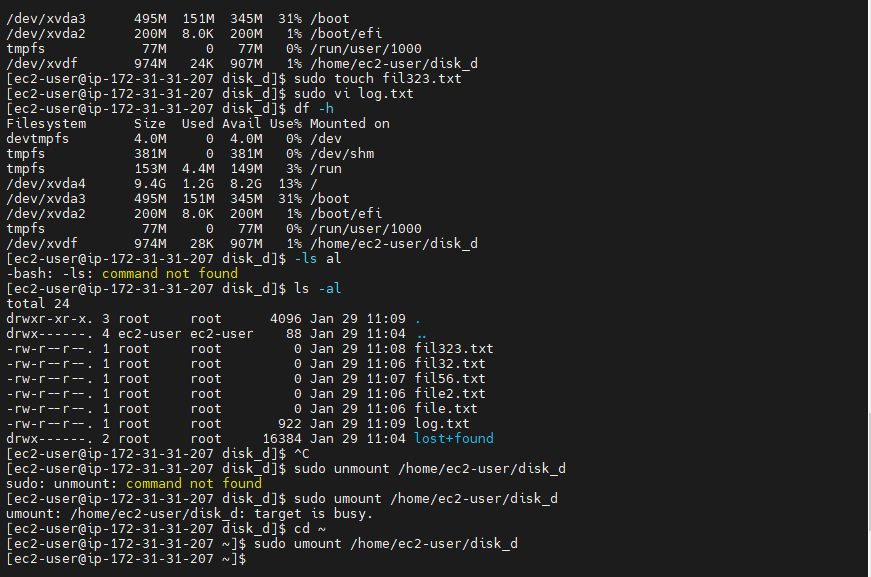 /dev/xvda3      495M  151M  345M  31% /boot
/dev/xvda2      200M  8.0K  200M   1% /boot/efi
tmpfs            77M     0   77M   0% /run/user/1000
/dev/xvdf       974M   24K  907M   1% /home/ec2-user/disk_d
[ec2-user@ip-172-31-31-207 disk_d]$ sudo touch fil323.txt
[ec2-user@ip-172-31-31-207 disk_d]$ sudo vi log.txt
[ec2-user@ip-172-31-31-207 disk_d]$ df -h
Filesystem      Size  Used Avail Use% Mounted on
devtmpfs        4.0M     0  4.0M   0% /dev
tmpfs           381M     0  381M   0% /dev/shm
tmpfs           153M  4.4M  149M   3% /run
/dev/xvda4      9.4G  1.2G  8.2G  13% /
/dev/xvda3      495M  151M  345M  31% /boot
/dev/xvda2      200M  8.0K  200M   1% /boot/efi
tmpfs            77M     0   77M   0% /run/user/1000
/dev/xvdf       974M   28K  907M   1% /home/ec2-user/disk_d
[ec2-user@ip-172-31-31-207 disk_d]$ -ls al
-bash: -ls: command not found
[ec2-user@ip-172-31-31-207 disk_d]$ ls -al
total 24
drwxr-xr-x. 3 root     root      4096 Jan 29 11:09 .
drwx------. 4 ec2-user ec2-user    88 Jan 29 11:04 ..
-rw-r--r--. 1 root     root         0 Jan 29 11:08 fil323.txt
-rw-r--r--. 1 root     root         0 Jan 29 11:06 fil32.txt
-rw-r--r--. 1 root     root         0 Jan 29 11:07 fil56.txt
-rw-r--r--. 1 root     root         0 Jan 29 11:06 file2.txt
-rw-r--r--. 1 root     root         0 Jan 29 11:06 file.txt
-rw-r--r--. 1 root     root       922 Jan 29 11:09 log.txt
drwx------. 2 root     root     16384 Jan 29 11:04 lost+found
[ec2-user@ip-172-31-31-207 disk_d]$ ^C
[ec2-user@ip-172-31-31-207 disk_d]$ sudo unmount /home/ec2-user/disk_d
sudo: unmount: command not found
[ec2-user@ip-172-31-31-207 disk_d]$ sudo umount /home/ec2-user/disk_d
umount: /home/ec2-user/disk_d: target is busy.
[ec2-user@ip-172-31-31-207 disk_d]$ cd ~
[ec2-user@ip-172-31-31-207 ~]$ sudo umount /home/ec2-user/disk_d
[ec2-user@ip-172-31-31-207 ~]$